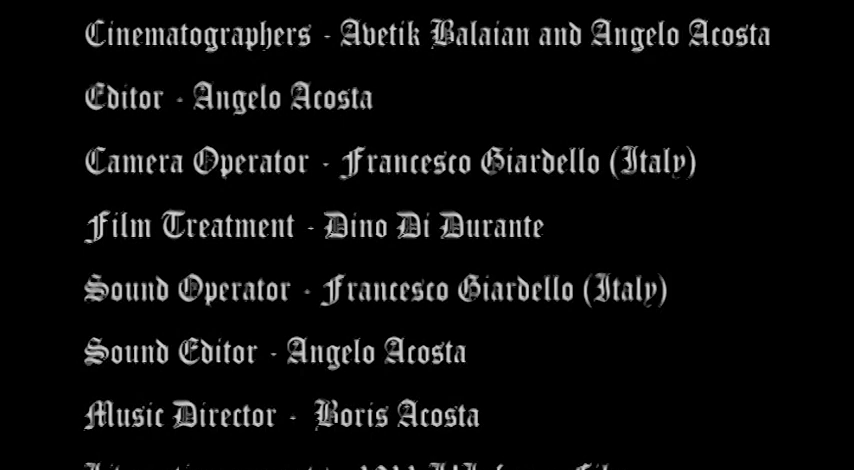 Cinematographers - Avetik Balaian and Angelo Acosta
Editor - Angelo Acosta
Camera Operator - Francesco Giardello (Italy)
Film Treatment - Dino Di Durante
Sound Operator - Francesco Giardello (Italy)
Sound Editor - Angelo Acosta
Music Director - Boris Acosta